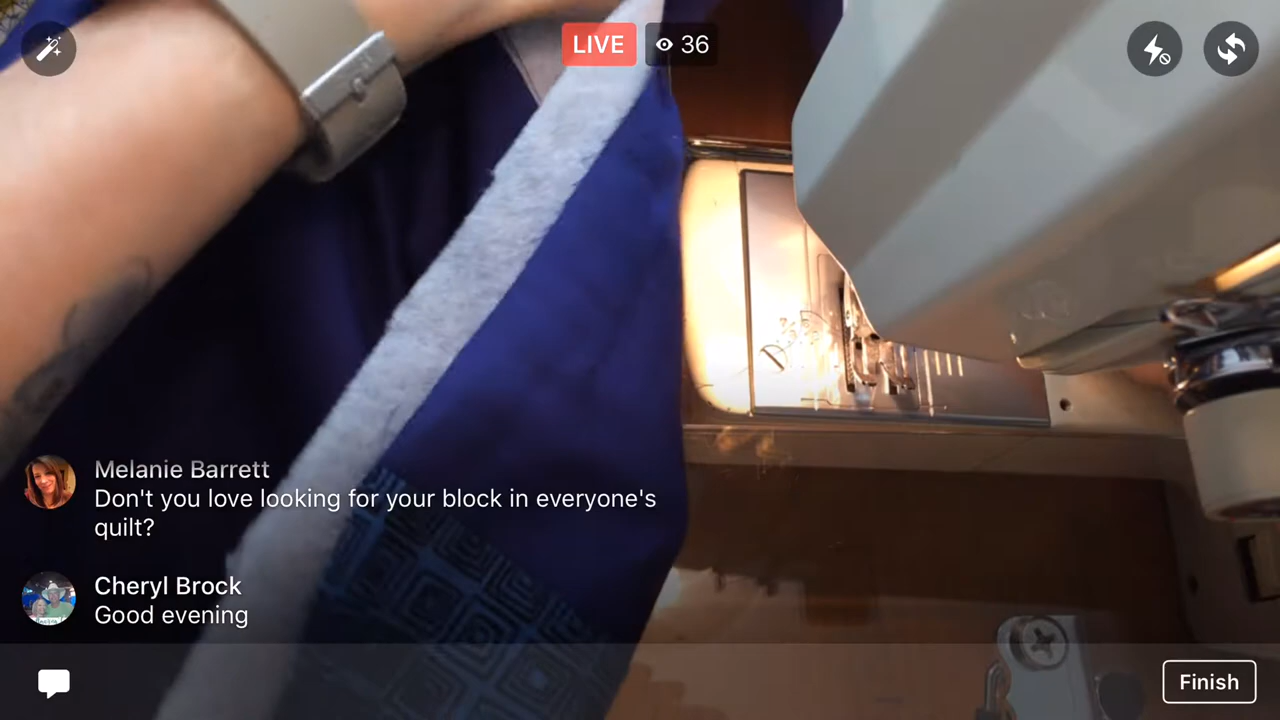 LIVE
36
Melanie Barrett
Don't you love looking for your block in everyone's
quilt?
Cheryl Brock
Good evening
Finish